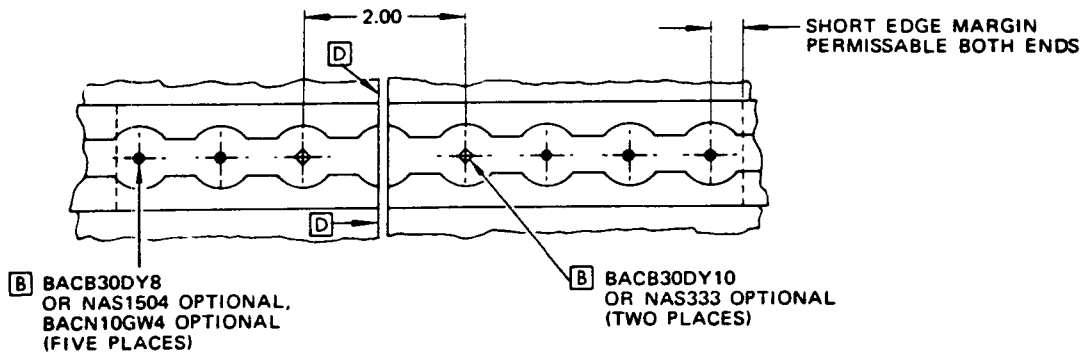 2.00
SHORT EDGE MARGIN
PERMISSABLE BOTH ENDS
D
D
B BACB30DY8
OR NAS1504 OPTIONAL,
BACN10GW4 OPTIONAL
(FIVE PLACES)
B BACB30DY10
OR NAS333 OPTIONAL
(TWO PLACES)